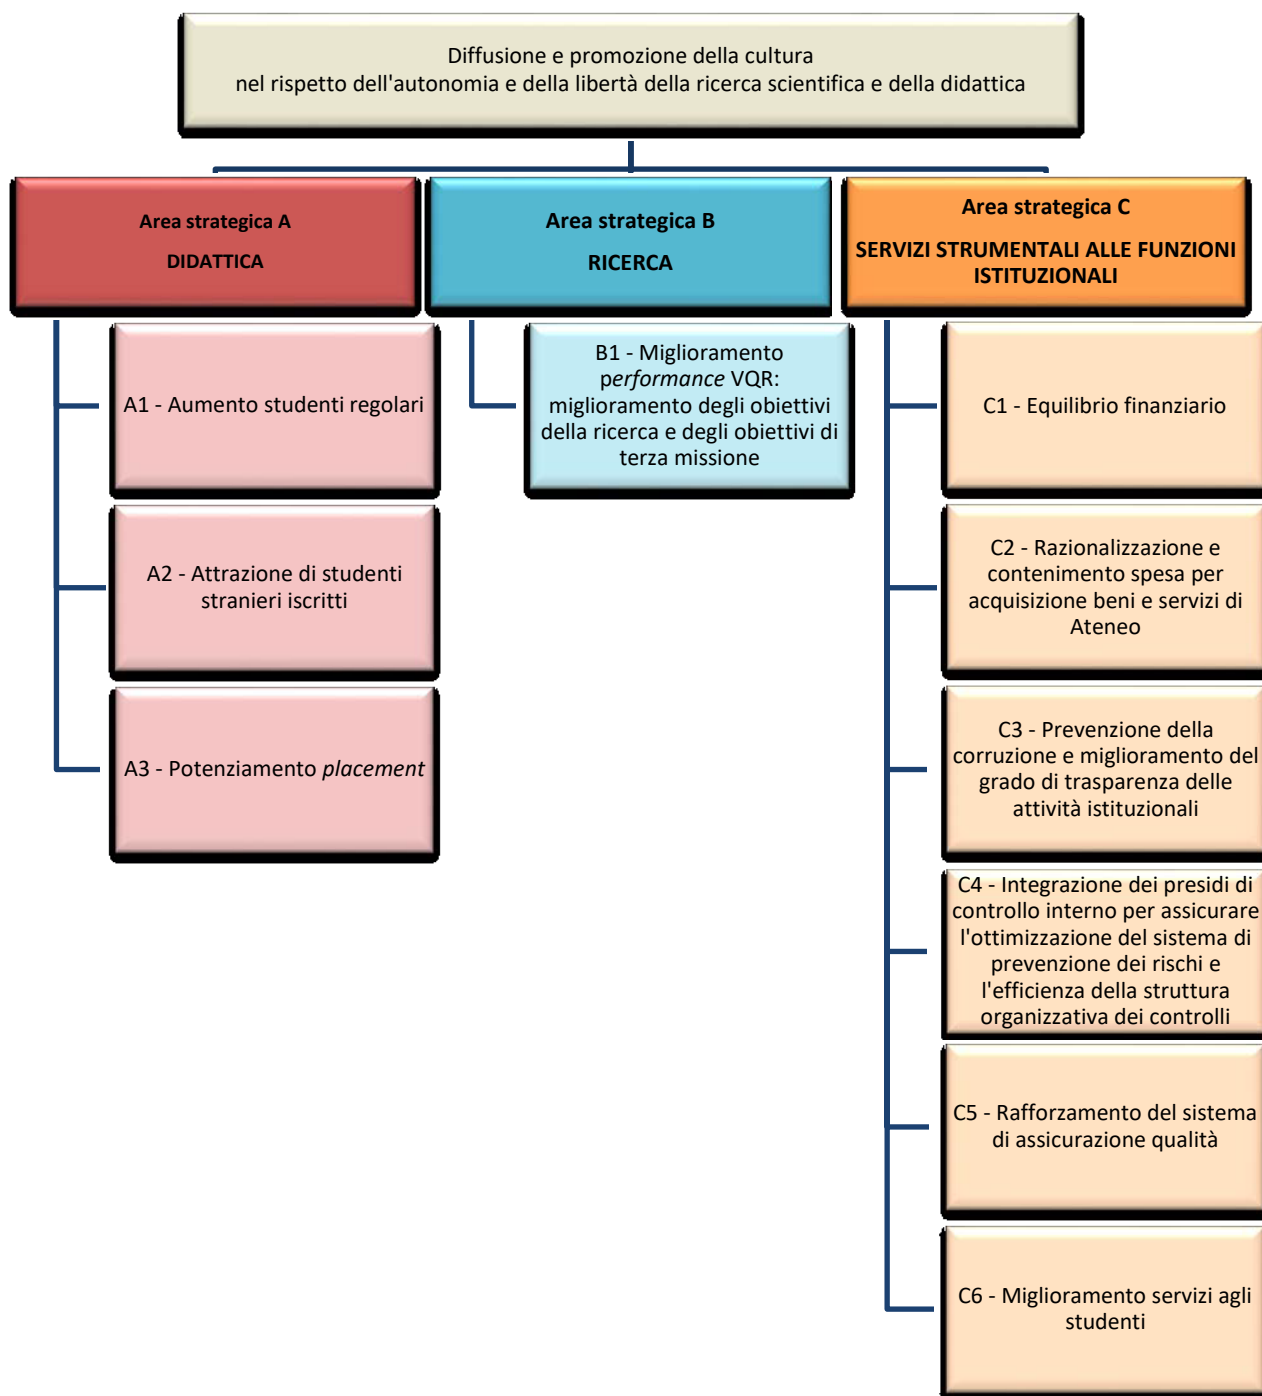 Diffusione e promozione della cultura
nel rispetto dell'autonomia e della libertà della ricerca scientifica e della didattica
Area strategica A
DIDATTICA
Area strategica B
RICERCA
Area strategica C
SERVIZI STRUMENTALI ALLE FUNZIONI
ISTITUZIONALI
A1 - Aumento studenti regolari
A2 - Attrazione di studenti
stranieri iscritti
A3 - Potenziamento placement
B1 - Miglioramento
performance VQR:
miglioramento degli obiettivi
della ricerca e degli obiettivi di
terza missione
C1 - Equilibrio finanziario
C2 - Razionalizzazione e
contenimento spesa per
acquisizione beni e servizi di
Ateneo
C3 - Prevenzione della
corruzione e miglioramento del
grado di trasparenza delle
attività istituzionali
C4 - Integrazione dei presidi di
controllo interno per assicurare
l'ottimizzazione del sistema di
prevenzione dei rischi e
l'efficienza della struttura
organizzativa dei controlli
C5 - Rafforzamento del sistema
di assicurazione qualità
C6 - Miglioramento servizi agli
studenti